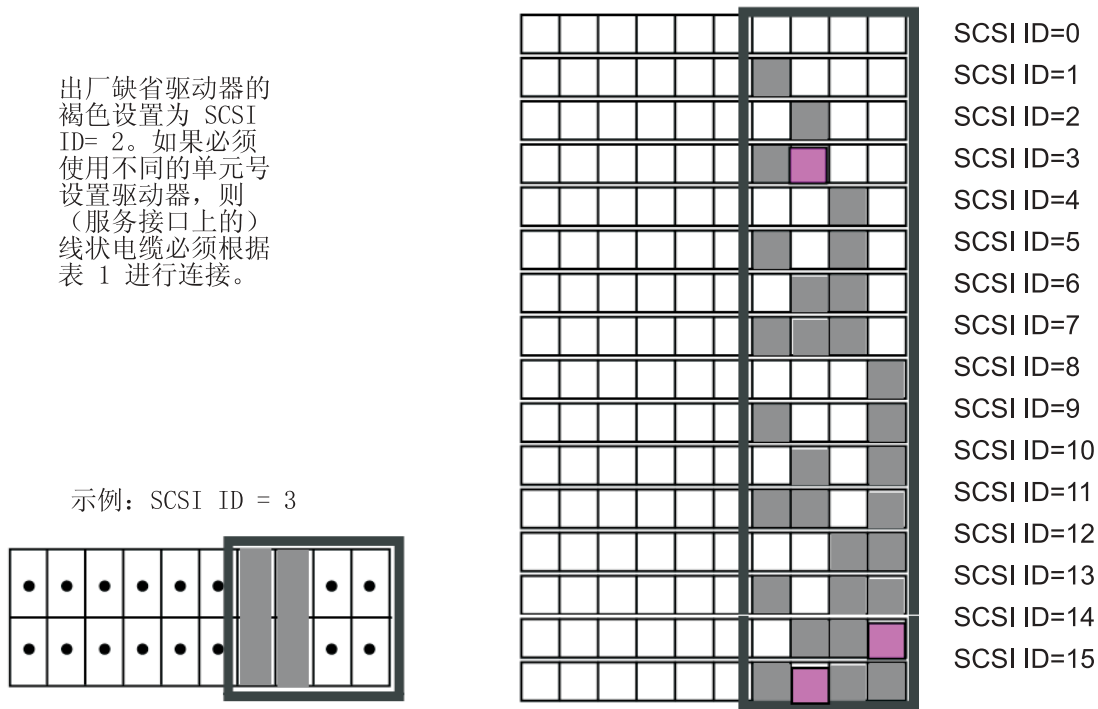 出厂缺省驱动器的
褐色设置为 SCSI
ID= 2。如果必须
使用不同的单元号
设置驱动器，则
（服务接口上的）
线状电缆必须根据
表 1 进行连接。
示例：SCSI ID = 3
SCSI ID=0
SCSI ID=1
SCSI ID=2
SCSI ID=3
SCSI ID=4
SCSI ID=5
SCSI ID=6
SCSI ID=7
SCSI ID=8
SCSI ID=9
SCSI ID=10
SCSI ID=11
SCSI ID=12
SCSI ID=13
SCSI ID=14
SCSI ID=15